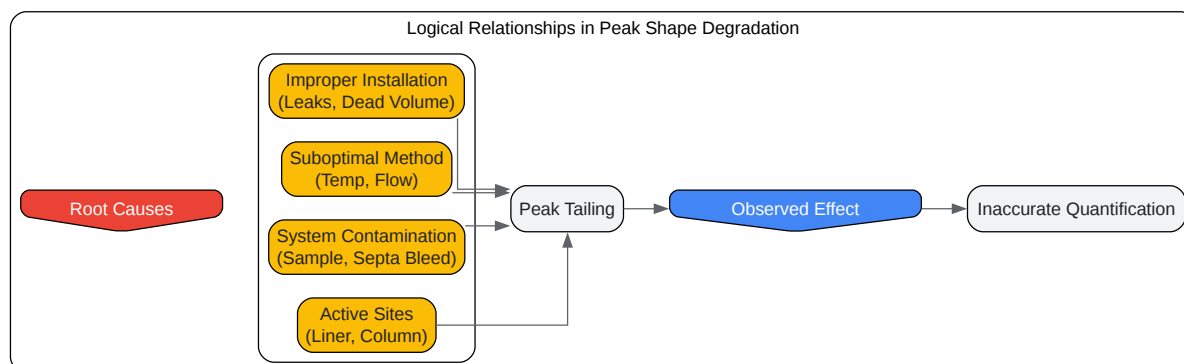 Logical Relationships in Peak Shape Degradation
Improper Installation
(Leaks, Dead Volume)
Suboptimal Method
(Temp, Flow)
Root Causes
Peak Tailing
Observed Effect
Inaccurate Quantification
System Contamination
(Sample, Septa Bleed)
Active Sites
(Liner, Column)